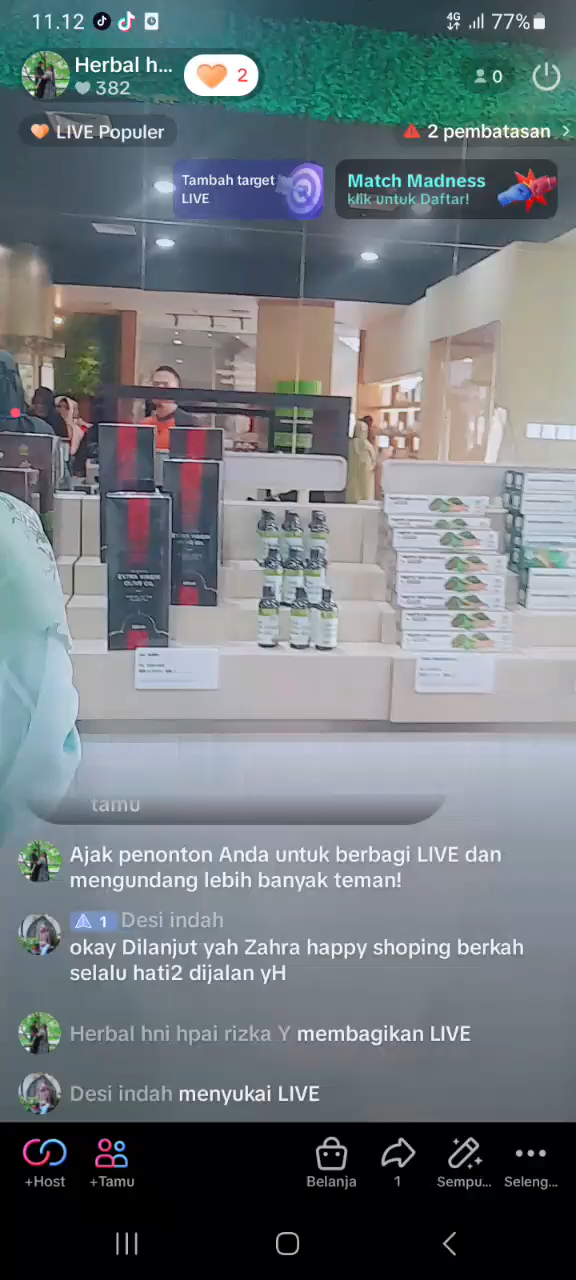 11.12
4G
77%
Herbal h...
382
2
0
LIVE Populer
2 pembatasan
Tambah target
LIVE
Match Madness
klik untuk Daftar!
EXTRA VIRGIN
OLIVE OIL
tamu
Ajak penonton Anda untuk berbagi LIVE dan
mengundang lebih banyak teman!
1 Desi indah
okay Dilanjut yah Zahra happy shoping berkah
selalu hati2 dijalan yH
Herbal hni hpai rizka Y membagikan LIVE
Desi indah menyukai LIVE
+Host
+Tamu
Belanja
1
Sempu...
Seleng...